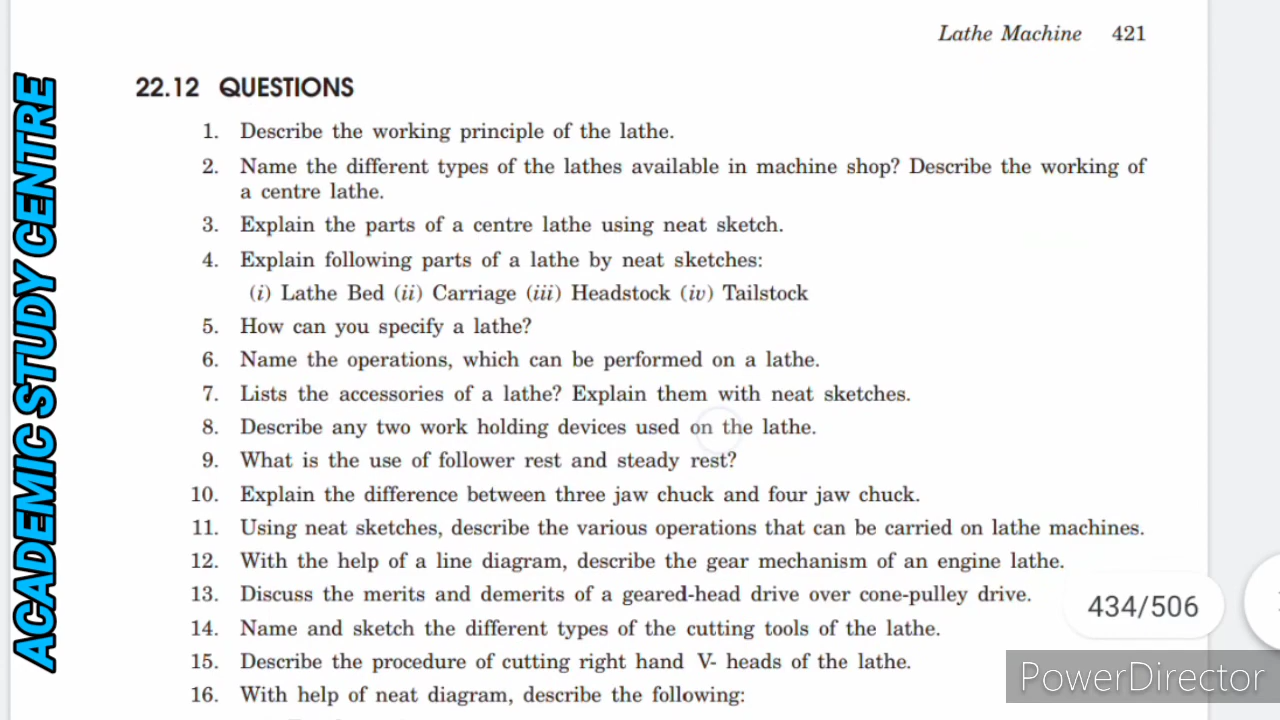 Lathe Machine 421
22.12 QUESTIONS
1. Describe the working principle of the lathe.
2. Name the different types of the lathes available in machine shop? Describe the working of
a centre lathe.
3. Explain the parts of a centre lathe using neat sketch.
4. Explain following parts of a lathe by neat sketches:
(i) Lathe Bed (ii) Carriage (iii) Headstock (iv) Tailstock
5. How can you specify a lathe?
6. Name the operations, which can be performed on a lathe.
7. Lists the accessories of a lathe? Explain them with neat sketches.
8. Describe any two work holding devices used on the lathe.
9. What is the use of follower rest and steady rest?
10. Explain the difference between three jaw chuck and four jaw chuck.
11. Using neat sketches, describe the various operations that can be carried on lathe machines.
12. With the help of a line diagram, describe the gear mechanism of an engine lathe.
13. Discuss the merits and demerits of a geared-head drive over cone-pulley drive.
14. Name and sketch the different types of the cutting tools of the lathe.
15. Describe the procedure of cutting right hand V- heads of the lathe.
16. With help of neat diagram, describe the following:
ACADEMIC STUDY CENTRE
434/506
PowerDirector